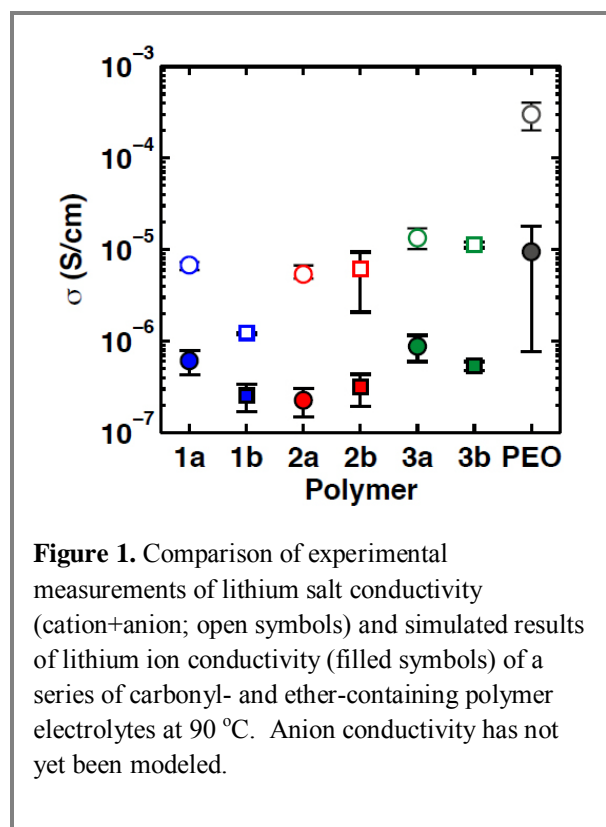 10⁻³
10⁻⁴
10⁻⁵
10⁻⁶
10⁻⁷
σ (S/cm)
1a 1b 2a 2b 3a 3b PEO
Polymer
Figure 1. Comparison of experimental
measurements of lithium salt conductivity
(cation+anion; open symbols) and simulated results
of lithium ion conductivity (filled symbols) of a
series of carbonyl- and ether-containing polymer
electrolytes at 90 °C.  Anion conductivity has not
yet been modeled.